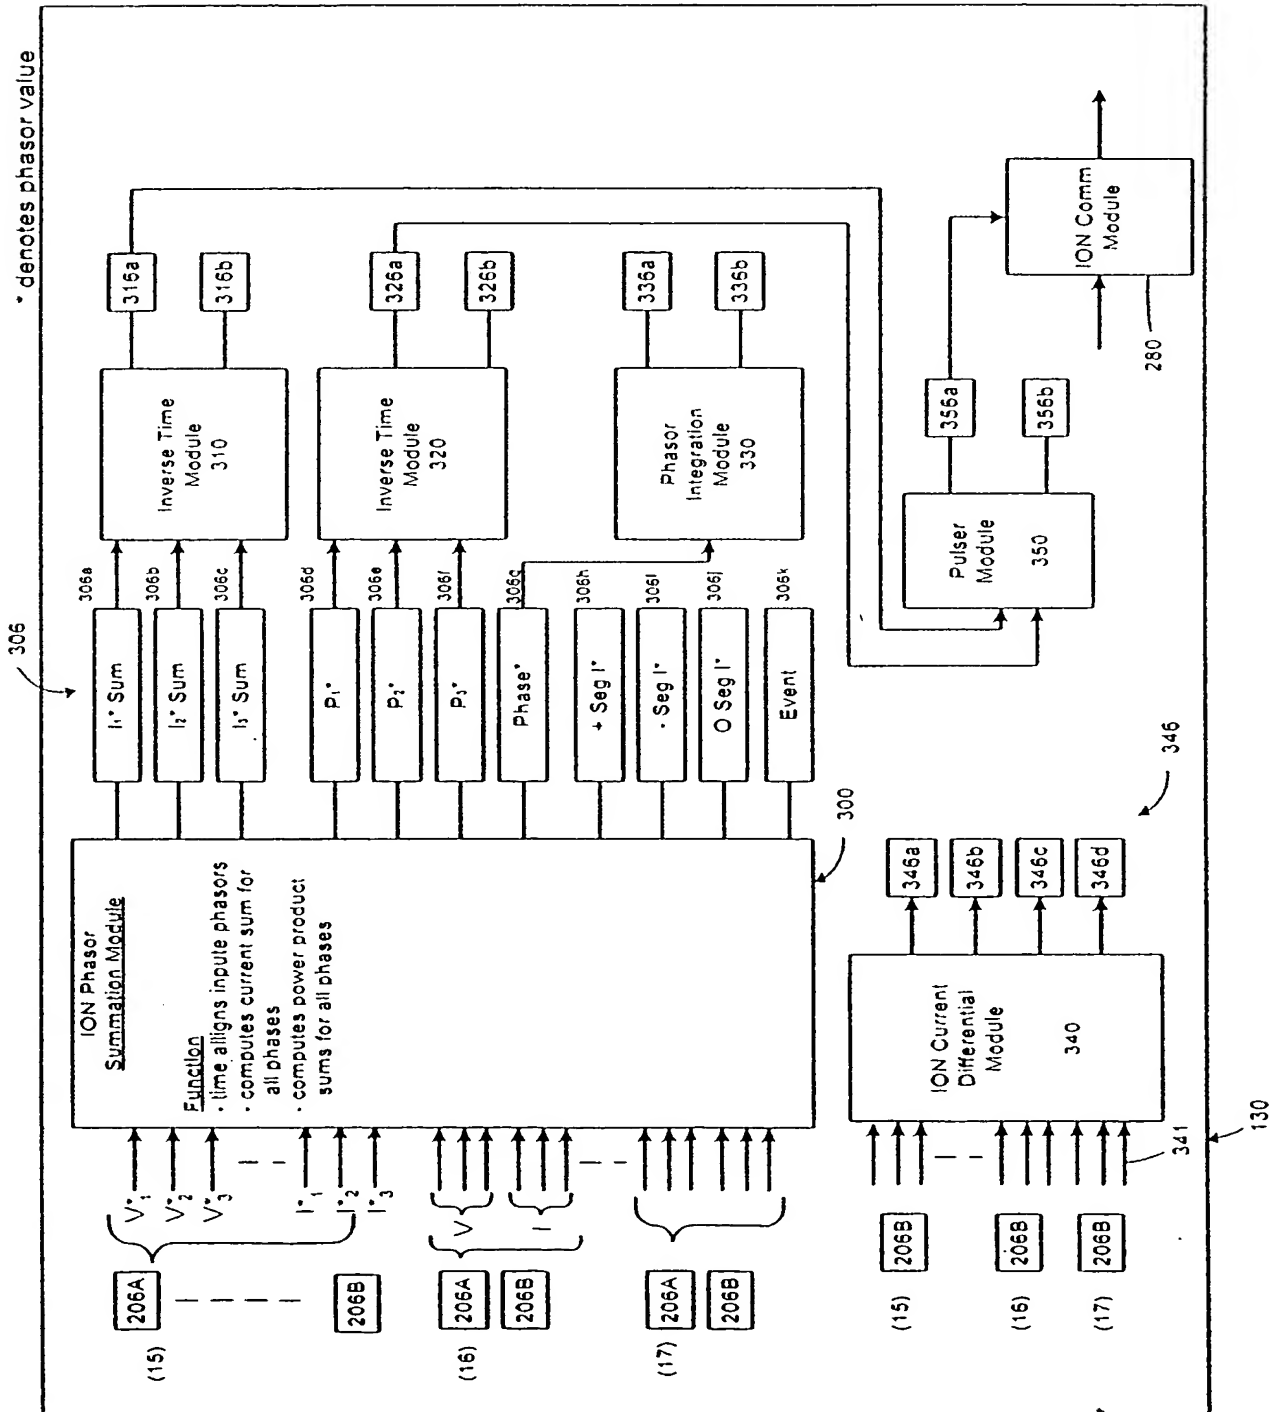 * denotes phasor value
306
ION Phasor
Summation Module
Function
· time alligns inpute phasors
· computes current sum for
all phases
· computes power product
sums for all phases
300
(15)
206A
206B
V*1
V*2
V*3
I*1
I*2
I*3
(16)
206A
206B
V
I
(17)
206A
206B
I1* Sum
306a
I2* Sum
306b
I3* Sum
306c
P1*
306d
P2*
306e
P3*
306f
Phase*
306g
+ Seg I*
306h
- Seg I*
306i
O Seg I*
306j
Event
306k
Inverse Time
Module
310
316a
316b
Inverse Time
Module
320
326a
326b
Phasor
Integration
Module
330
336a
336b
(15)
206B
(16)
206B
(17)
206B
341
130
ION Current
Differential
Module
340
346a
346b
346c
346d
346
Pulser
Module
350
356a
356b
ION Comm
Module
280